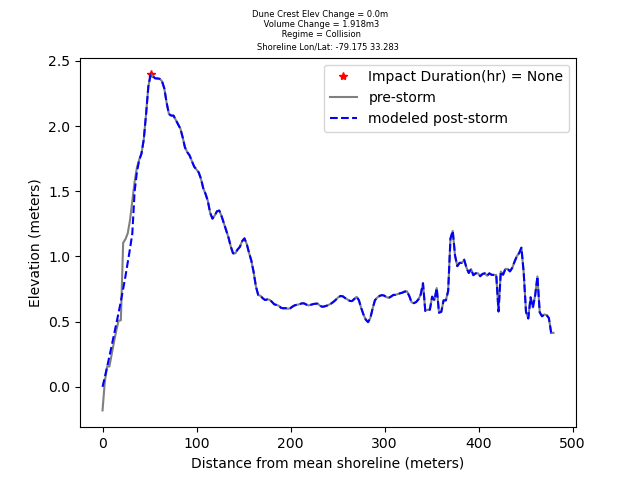 Dune Crest Elev Change = 0.0m
Volume Change = 1.918m3
Regime = Collision
Shoreline Lon/Lat: -79.175 33.283
2.5
2.0
1.5
1.0
0.5
0.0
Elevation (meters)
Impact Duration(hr) = None
pre-storm
modeled post-storm
0
100
200
300
400
500
Distance from mean shoreline (meters)